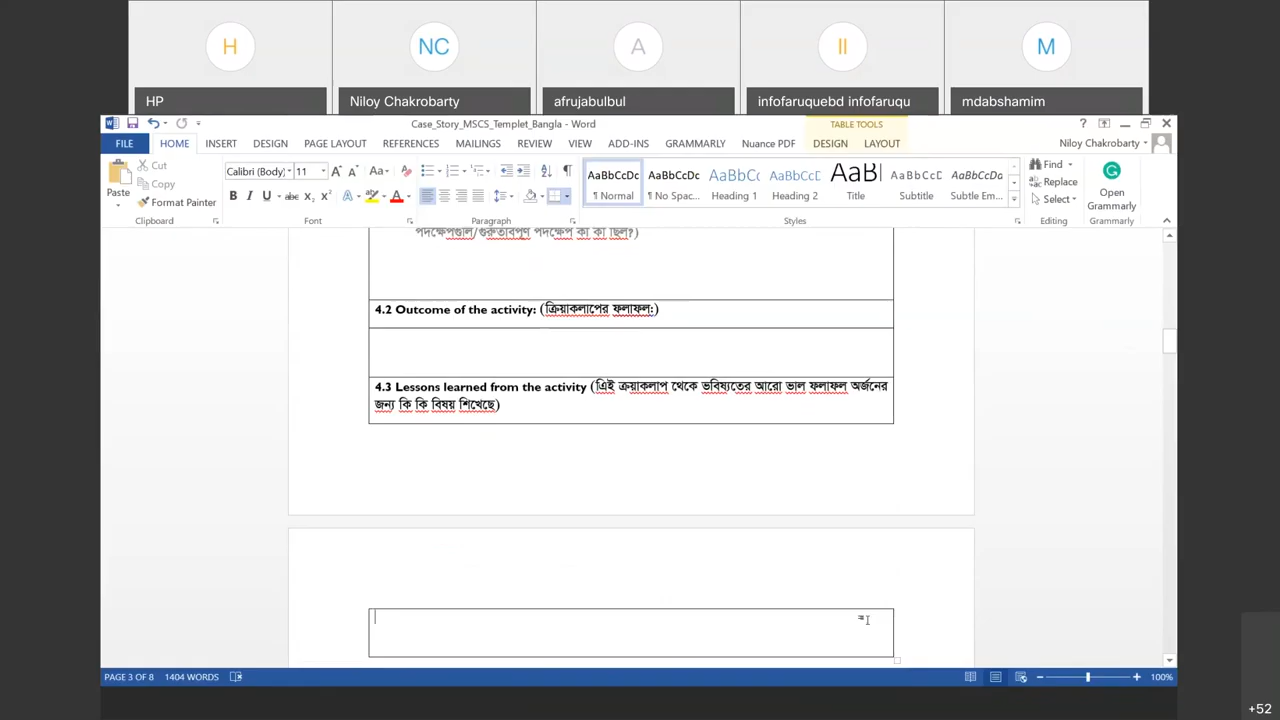 H
NC
A
II
M
HP
Niloy Chakrobarty
afrujabulbul
infofaruquebd infofaruqu
mdabshamim
Case_Story_MSCS_Templet_Bangla - Word
TABLE TOOLS
?
FILE
HOME
INSERT
DESIGN
PAGE LAYOUT
REFERENCES
MAILINGS
REVIEW
VIEW
ADD-INS
GRAMMARLY
Nuance PDF
DESIGN
LAYOUT
Niloy Chakrobarty
Paste
Cut
Copy
Format Painter
Calibri (Body)
11
AaBbCcDc
¶ Normal
AaBbCcDc
¶ No Spac...
AaBbCc
Heading 1
AaBbCcC
Heading 2
AaBl
Title
AaBbCcC
Subtitle
AaBbCcDa
Subtle Em...
Find
Replace
Select
Open
Grammarly
Clipboard
Font
Paragraph
Styles
Editing
Grammarly
পদক্ষেপগুলি/গুরুত্বপূর্ণ পদক্ষেপ কী কী ছিল?)
4.2 Outcome of the activity: (ক্রিয়াকলাপের ফলাফল:)
4.3 Lessons learned from the activity (এিই ক্রয়াকলাপ থেকে ভবিষ্যতের আরো ভাল ফলাফল অর্জনের
জন্য কি কি বিষয় শিখেছে)
PAGE 3 OF 8
1404 WORDS
100%
+52